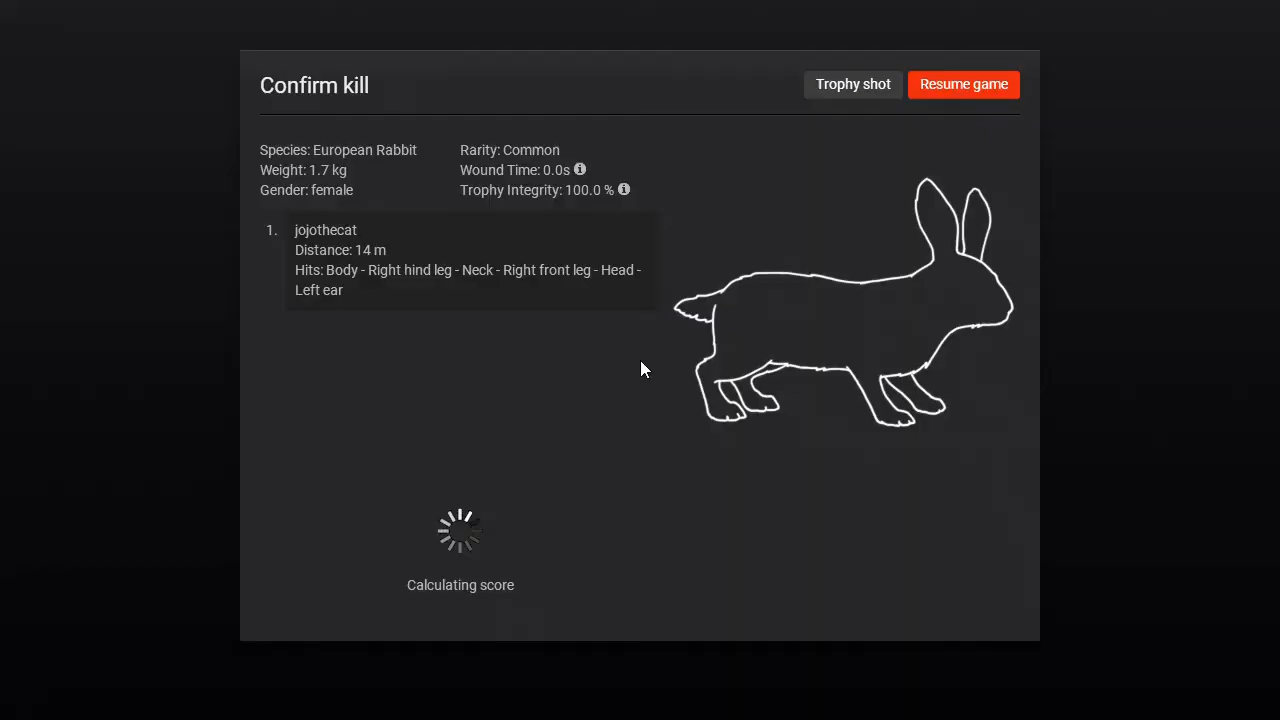 Confirm kill
Trophy shot
Resume game
Species: European Rabbit
Rarity: Common
Weight: 1.7 kg
Wound Time: 0.0s
Gender: female
Trophy Integrity: 100.0 %
1. jojothecat
Distance: 14 m
Hits: Body - Right hind leg - Neck - Right front leg - Head -
Left ear
Calculating score